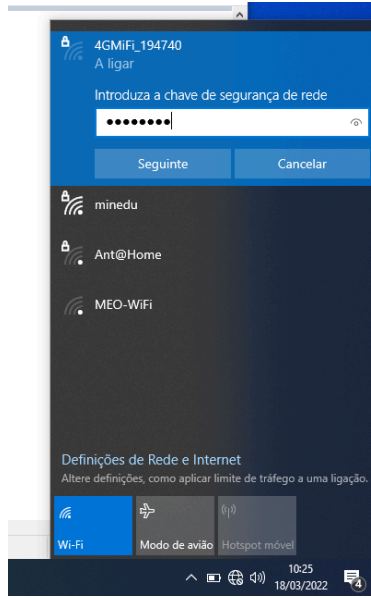 4GMiFi_194740
A ligar
Introduza a chave de segurança de rede
Seguinte Cancelar
minedu
Ant@Home
MEO-WiFi
Definições de Rede e Internet
Altere definições, como aplicar limite de tráfego a uma ligação.
Wi-Fi Modo de avião Hotspot móvel
10:25
18/03/2022
4